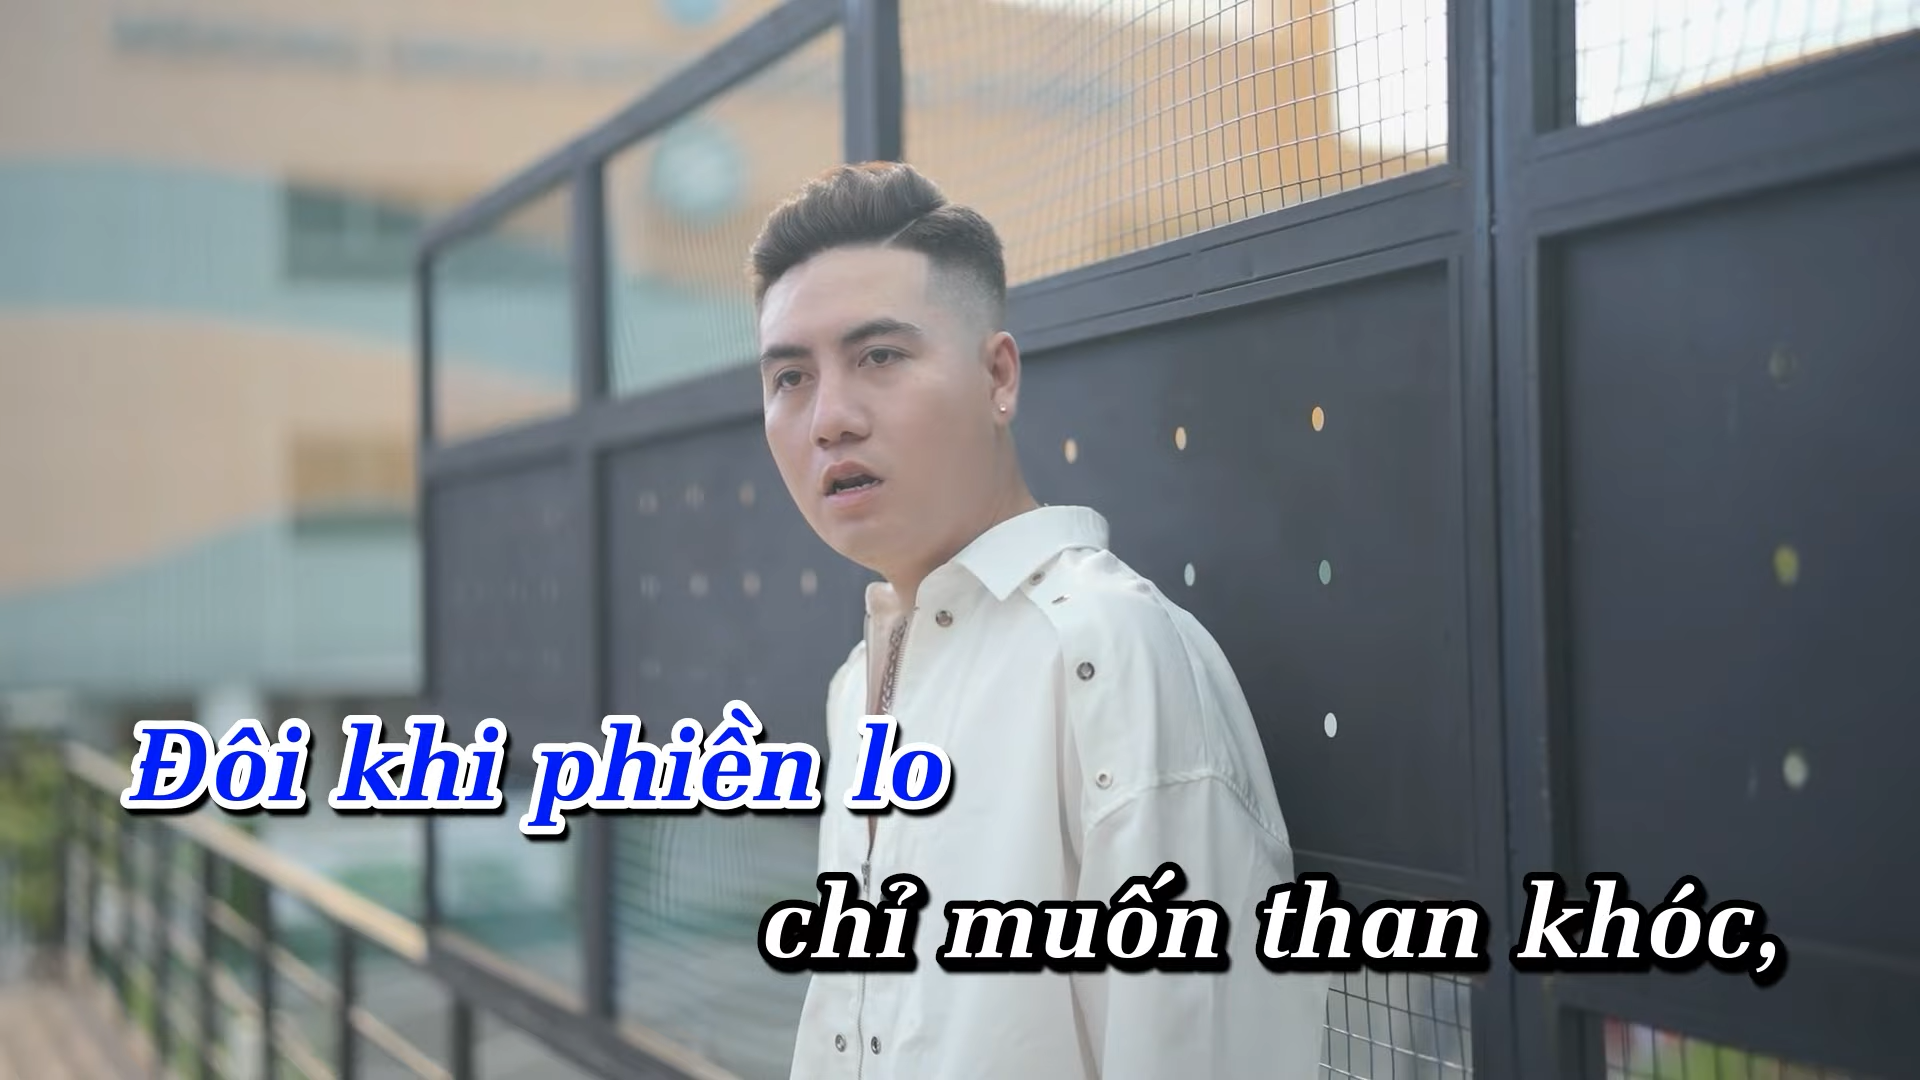 Đôi khi phiền lo
chỉ muốn than khóc,